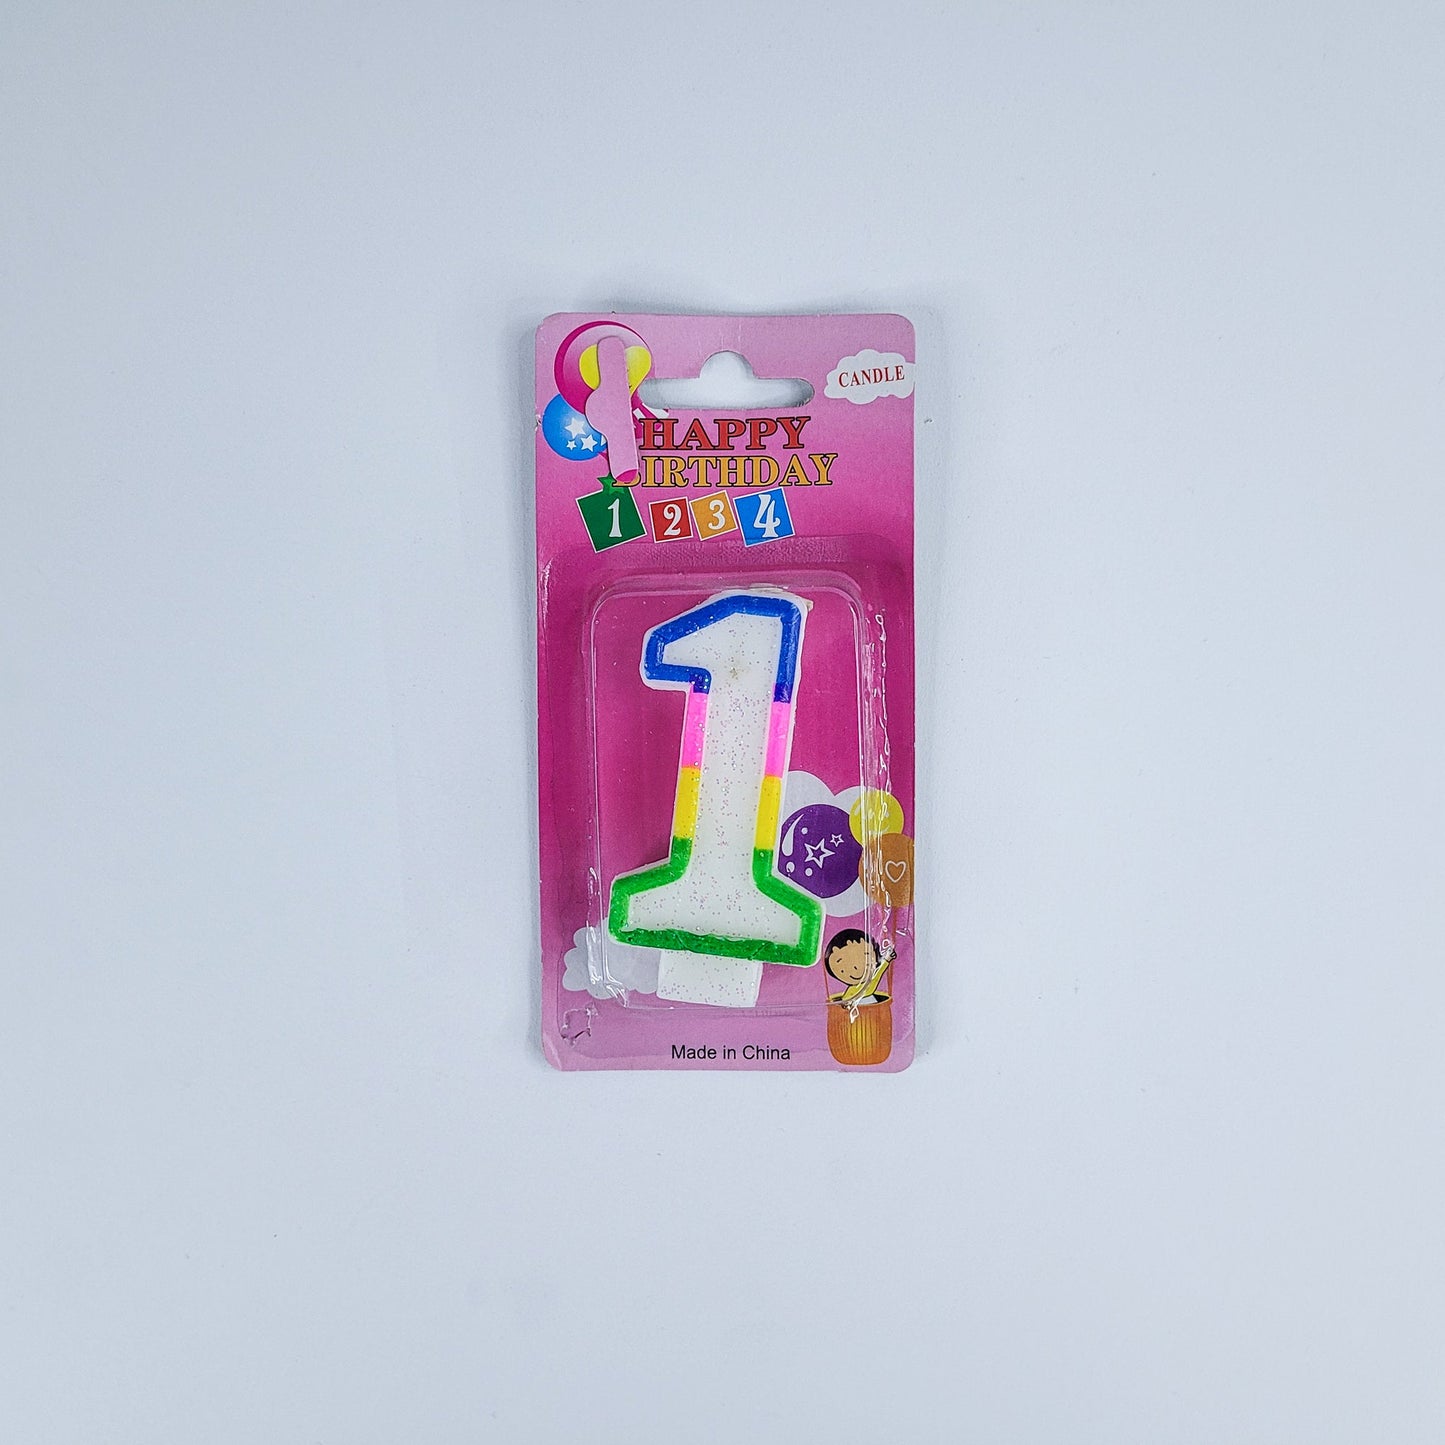 CANDLE
HAPPY
BIRTHDAY
1 2 3 4
1
Made in China